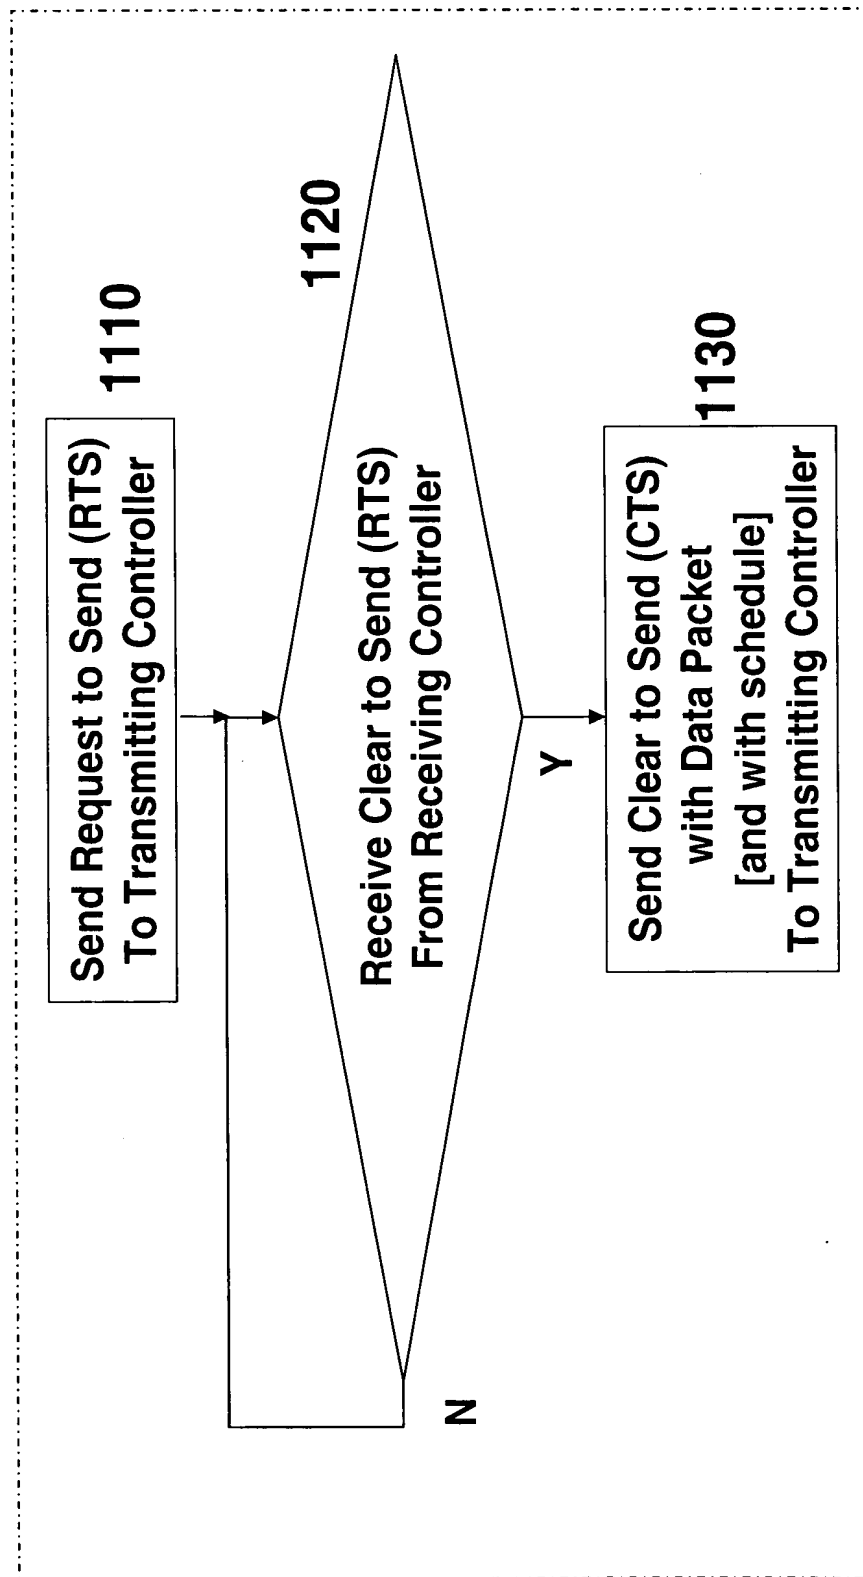 Send Request to Send (RTS)
To Transmitting Controller
1110
1120
Receive Clear to Send (RTS)
From Receiving Controller
N
Y
Send Clear to Send (CTS)
with Data Packet
[and with schedule]
To Transmitting Controller
1130